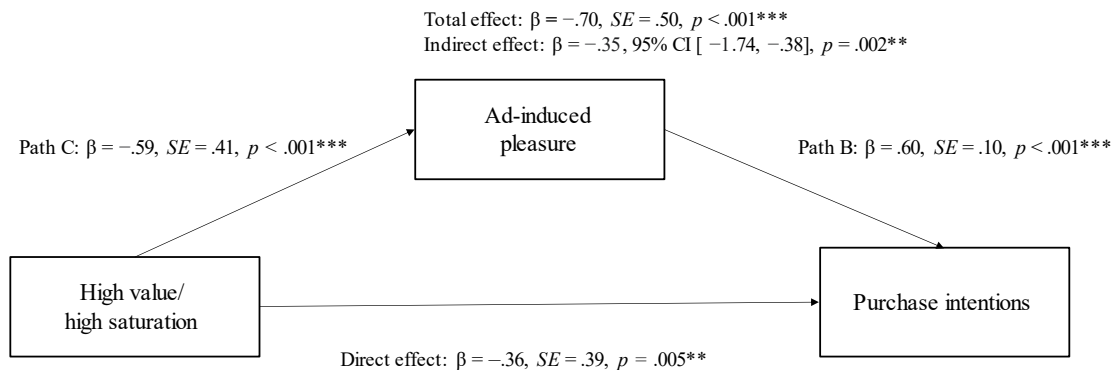 Total effect: β = −.70, SE = .50, p < .001***
Indirect effect: β = −.35, 95% CI [ −1.74, −.38], p = .002**
Ad-induced
pleasure
Path C: β = −.59, SE = .41, p < .001***
Path B: β = .60, SE = .10, p < .001***
High value/
high saturation
Purchase intentions
Direct effect: β = −.36, SE = .39, p = .005**